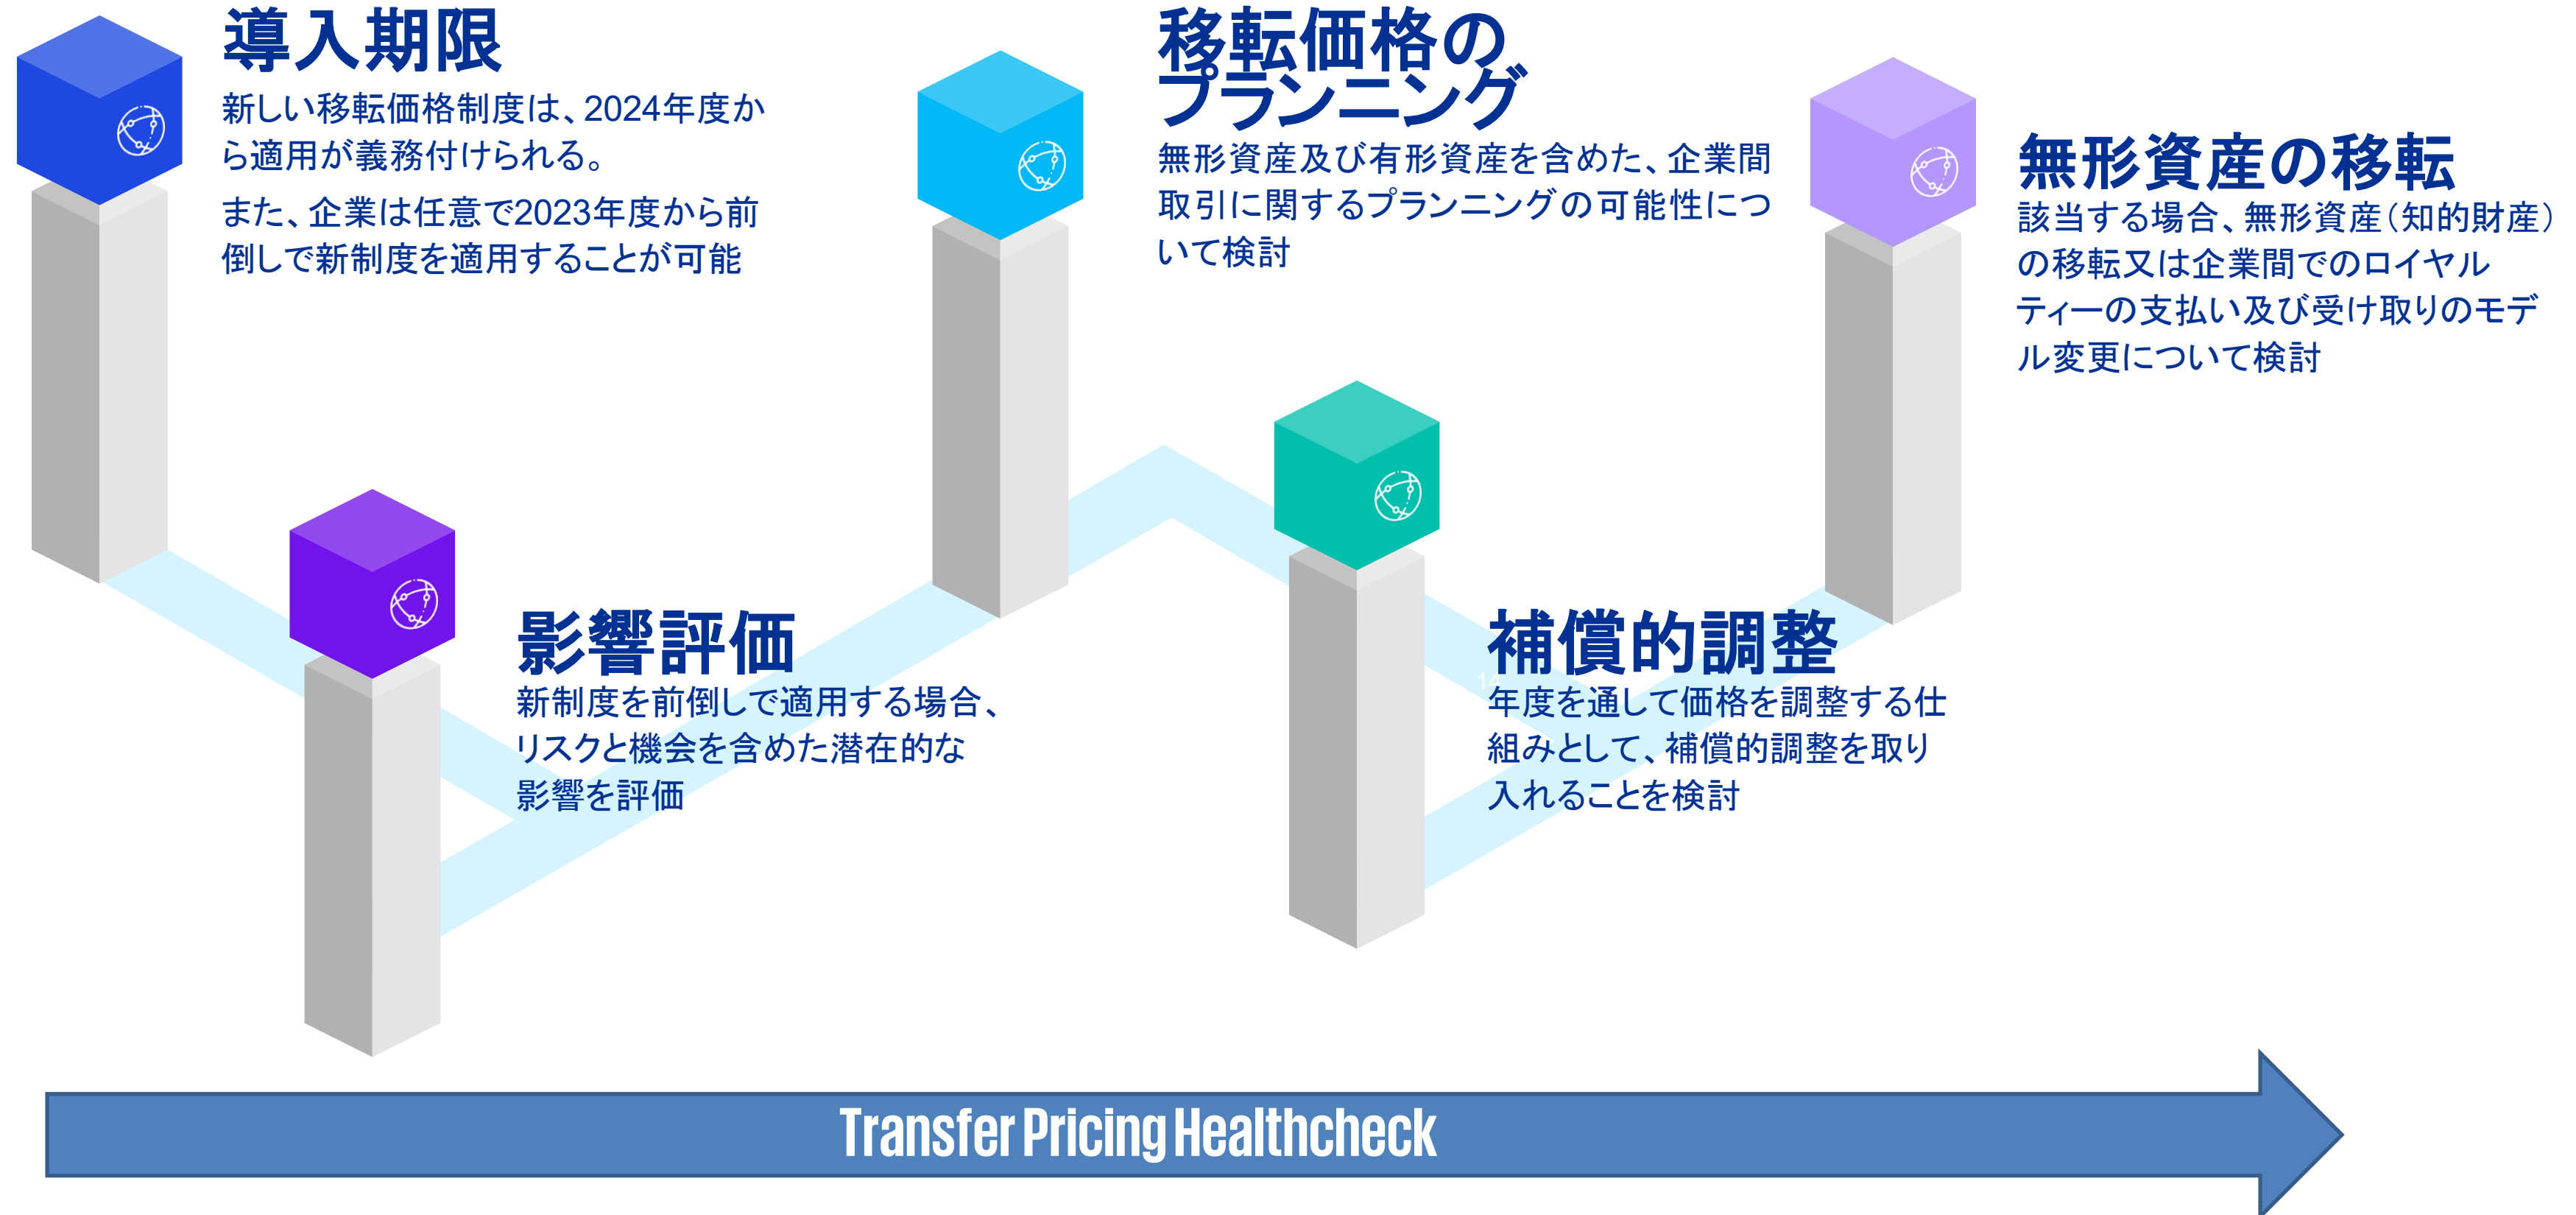 導入期限
新しい移転価格制度は、2024年度か
ら適用が義務付けられる。
また、企業は任意で2023年度から前
倒しで新制度を適用することが可能
影響評価
新制度を前倒しで適用する場合、
リスクと機会を含めた潜在的な
影響を評価
移転価格の
プランニング
無形資産及び有形資産を含めた、企業間
取引に関するプランニングの可能性につ
いて検討
補償的調整
14
年度を通して価格を調整する仕
組みとして、補償的調整を取り
入れることを検討
無形資産の移転
該当する場合、無形資産（知的財産）
の移転又は企業間でのロイヤル
ティーの支払い及び受け取りのモデ
ル変更について検討
Transfer Pricing Healthcheck